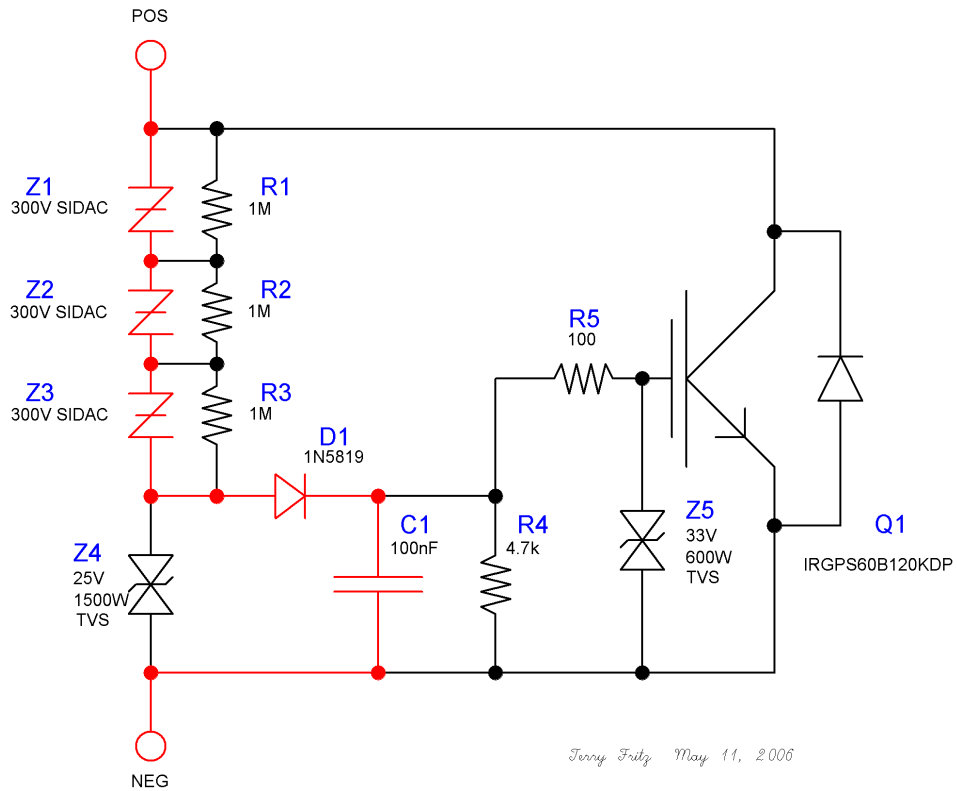 POS
Z1
300V SIDAC
R1
1M
Z2
300V SIDAC
R2
1M
Z3
300V SIDAC
R3
1M
D1
1N5819
R5
100
C1
100nF
R4
4.7k
Z4
25V
1500W
TVS
Z5
33V
600W
TVS
Q1
IRGPS60B120KDP
Terry Fritz May 11, 2006
NEG